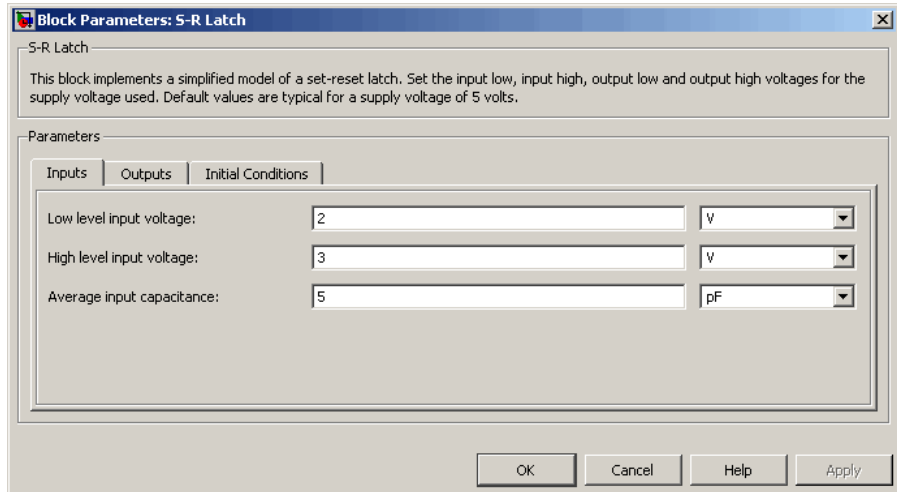 Block Parameters: S-R Latch
S-R Latch
This block implements a simplified model of a set-reset latch. Set the input low, input high, output low and output high voltages for the
supply voltage used. Default values are typical for a supply voltage of 5 volts.
Parameters
Inputs Outputs Initial Conditions
Low level input voltage: 2 V
High level input voltage: 3 V
Average input capacitance: 5 pF
OK Cancel Help Apply